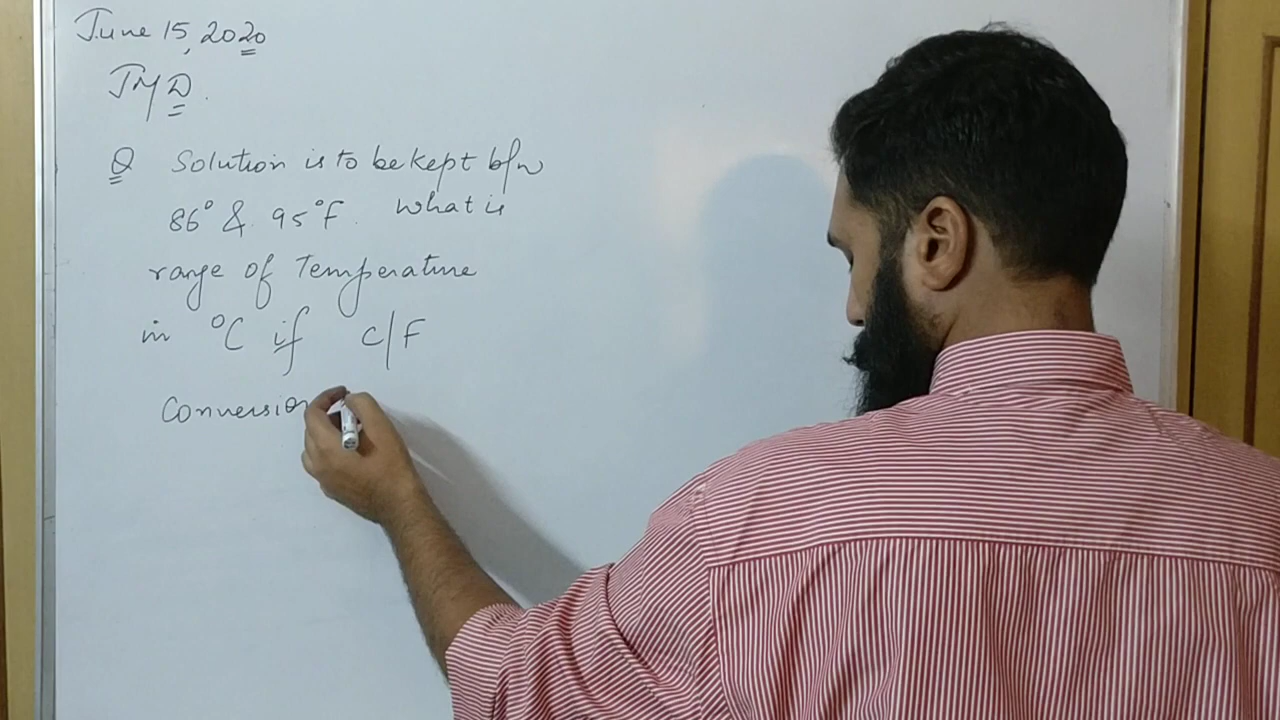 June 15, 2020
JMD.
Q Solution is to be kept b/w
86° & 95°F. What is
range of Temperature
in °C if C/F
Conversion